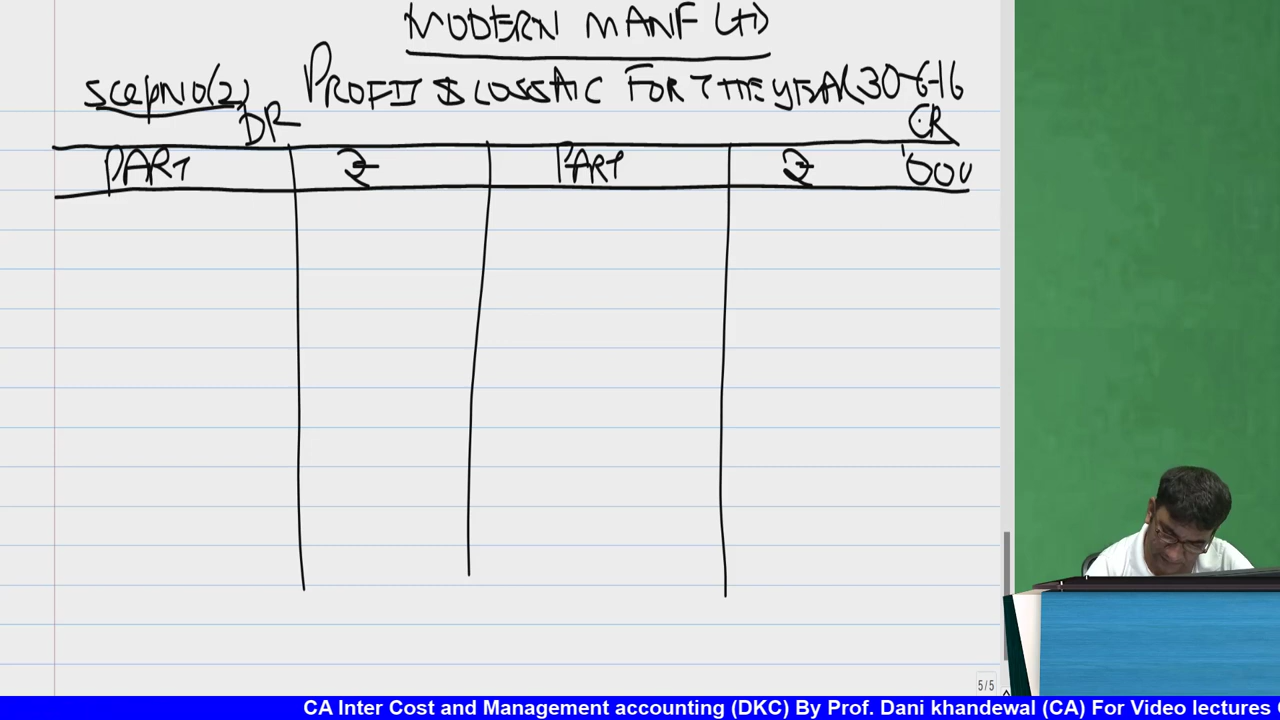 MODERN MANF LTD
STEP NO (2) PROFIT & LOSS A/C FOR THE YEAR 30-6-16
DR CR
PART ₹ PART ₹ '000
5/5
CA Inter Cost and Management accounting (DKC) By Prof. Dani khandewal (CA) For Video lectures